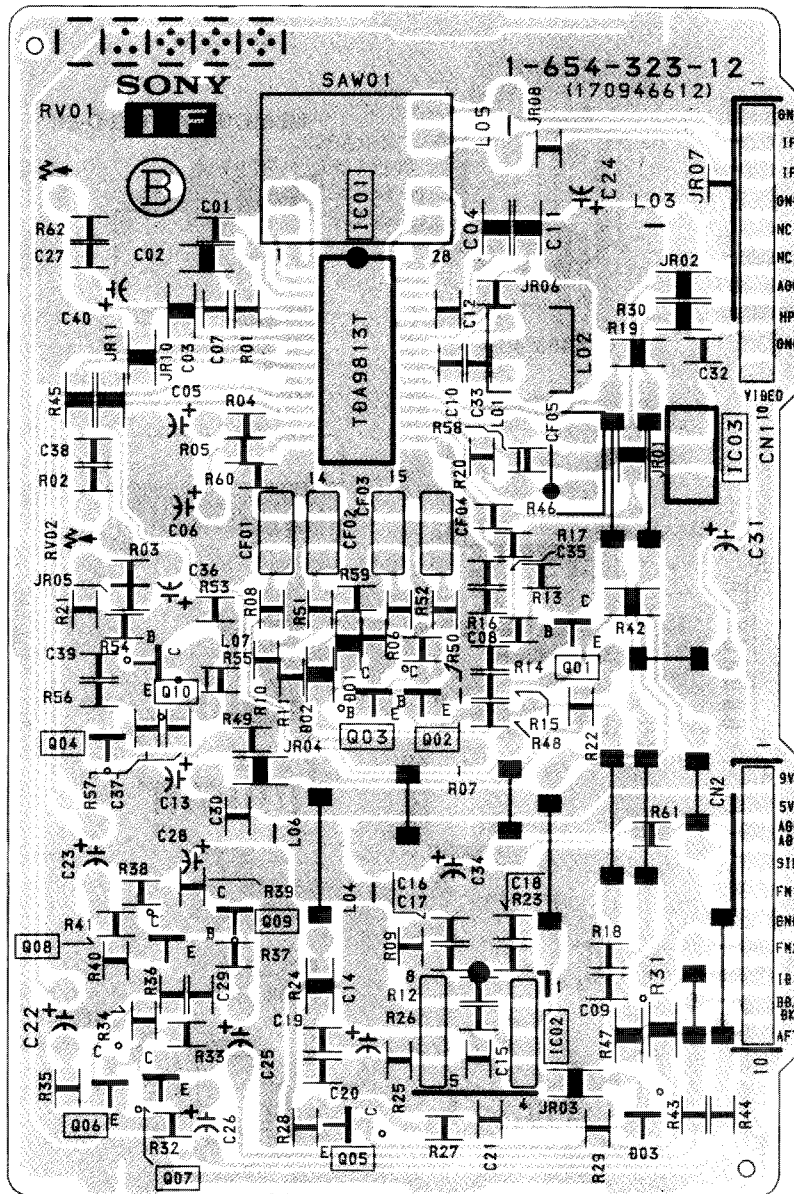 SONY
IF
B
SAW01
1-654-323-12
(170946612)
RV01
JR08
L05
C24
JR07
IC01
L03
R62
C01
C27
C02
C04
C11
1
28
JR02
C40
C12
JR06
R30
R19
JR11
JR10
C03
C07
R01
TDA9813T
L02
C32
R45
C10
C33
L01
CF05
VIDEO
10
CN1
IC03
C05
R04
R58
C38
R05
R20
JR01
R02
R60
14
15
C06
CF01
CF02
CF03
CF04
R46
RV02
R03
R17
C35
C31
JR05
C36
R59
R13
R21
R53
R08
R51
R52
R16
C08
R42
R54
B
C
L07
R55
R06
R50
B
C
E
Q01
C39
R56
E
Q10
R10
R11
D02
D01
C
B
E
C
B
E
R14
R15
R48
R22
Q04
R49
Q03
Q02
JR04
R57
C37
C13
R07
1
CN2
9V
5V
C30
L06
R61
C23
C28
C34
R38
R39
L04
C16
C17
C18
R23
R41
C
C
Q09
Q08
B
E
R37
R09
R18
R40
R36
C29
R24
C14
8
1
R31
R12
R26
C09
C22
R34
R33
C19
C25
IC02
R47
C
C
R25
C15
5
4
10
R35
E
E
JR03
Q06
C26
C20
C
R32
R28
E
Q05
R27
C21
R29
D03
R43
R44
Q07